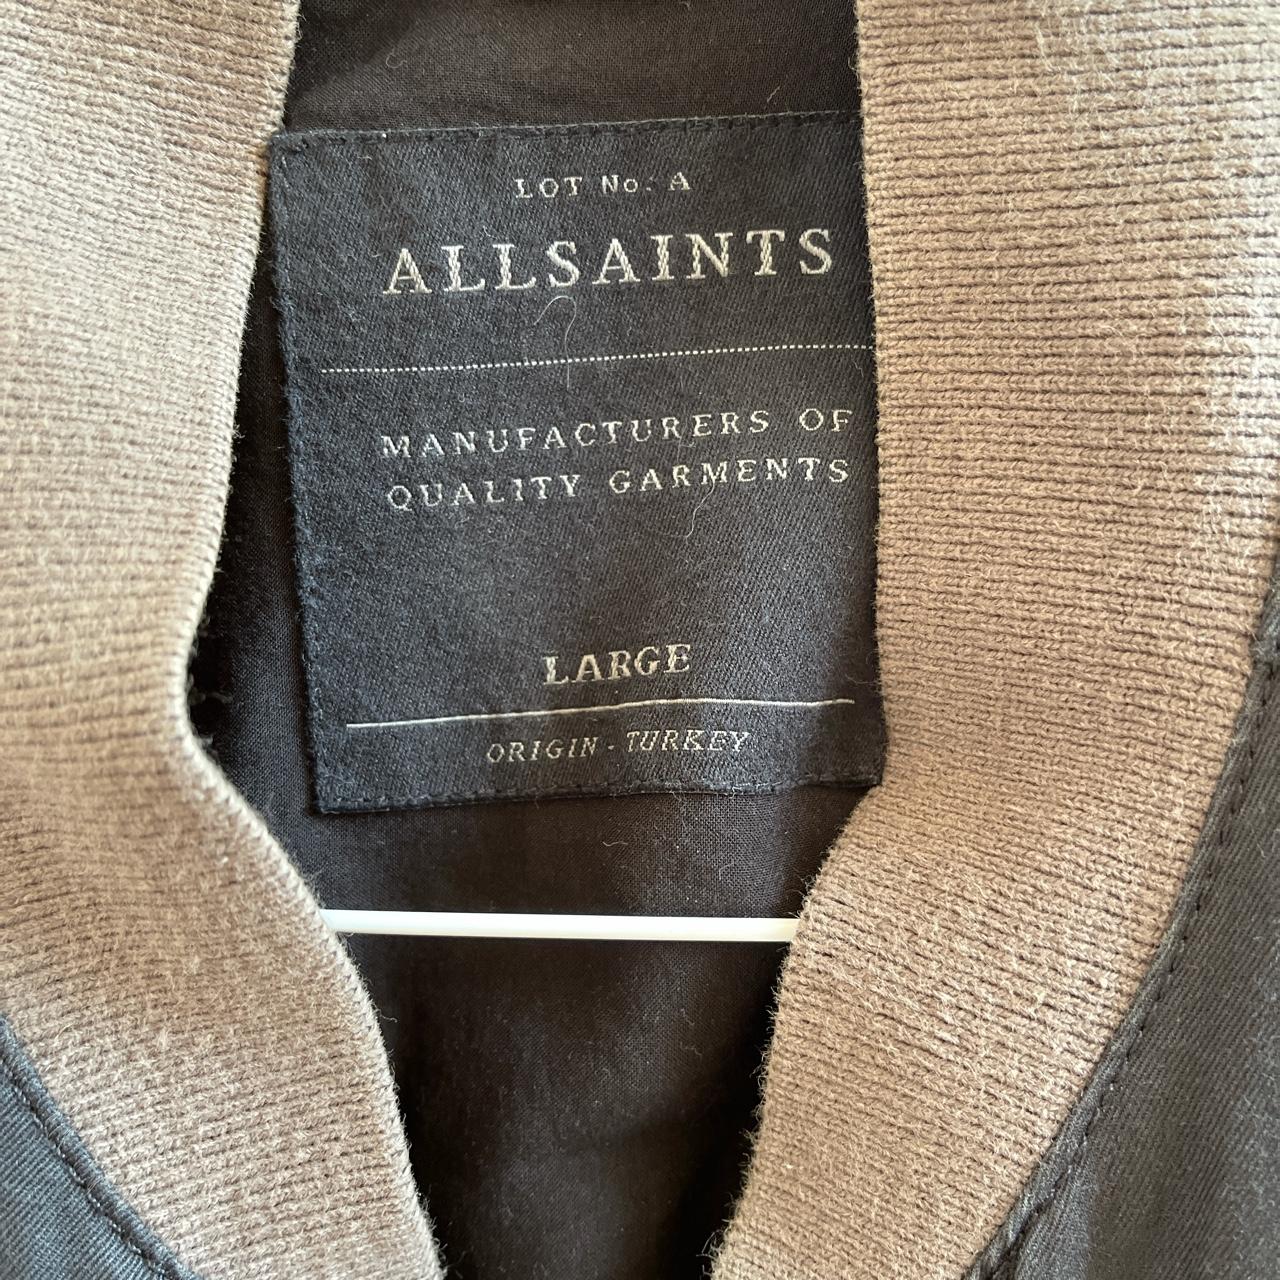 LOT No. A
ALLSAINTS
MANUFACTURERS OF
QUALITY GARMENTS
LARGE
ORIGIN - TURKEY